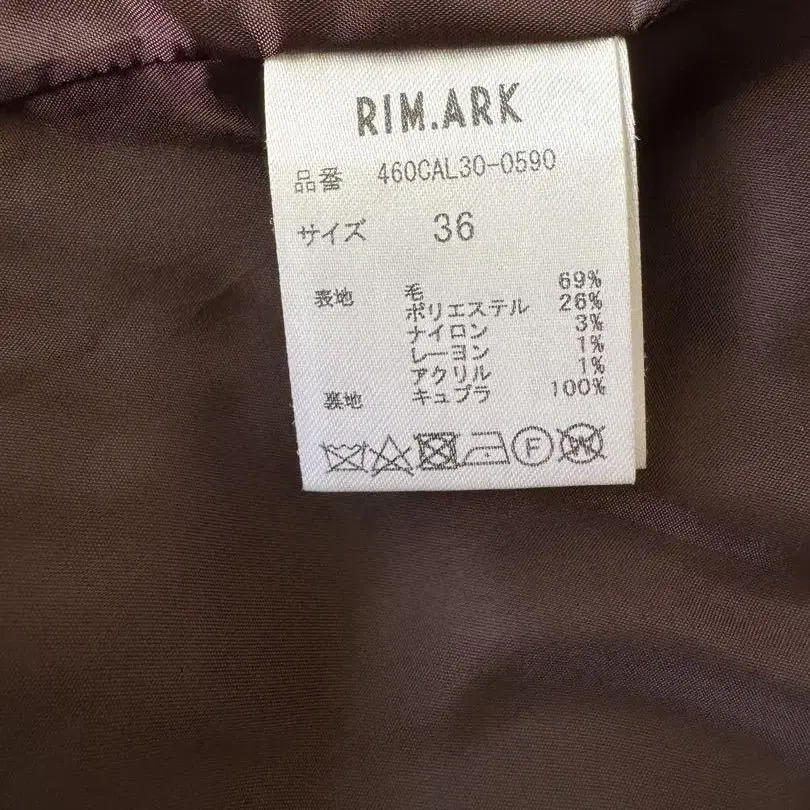 RIM.ARK
品番 460CAL30-0590
サイズ 36
表地 毛 69%
ポリエステル 26%
ナイロン 3%
レーヨン 1%
アクリル 1%
裏地 キュプラ 100%
F W